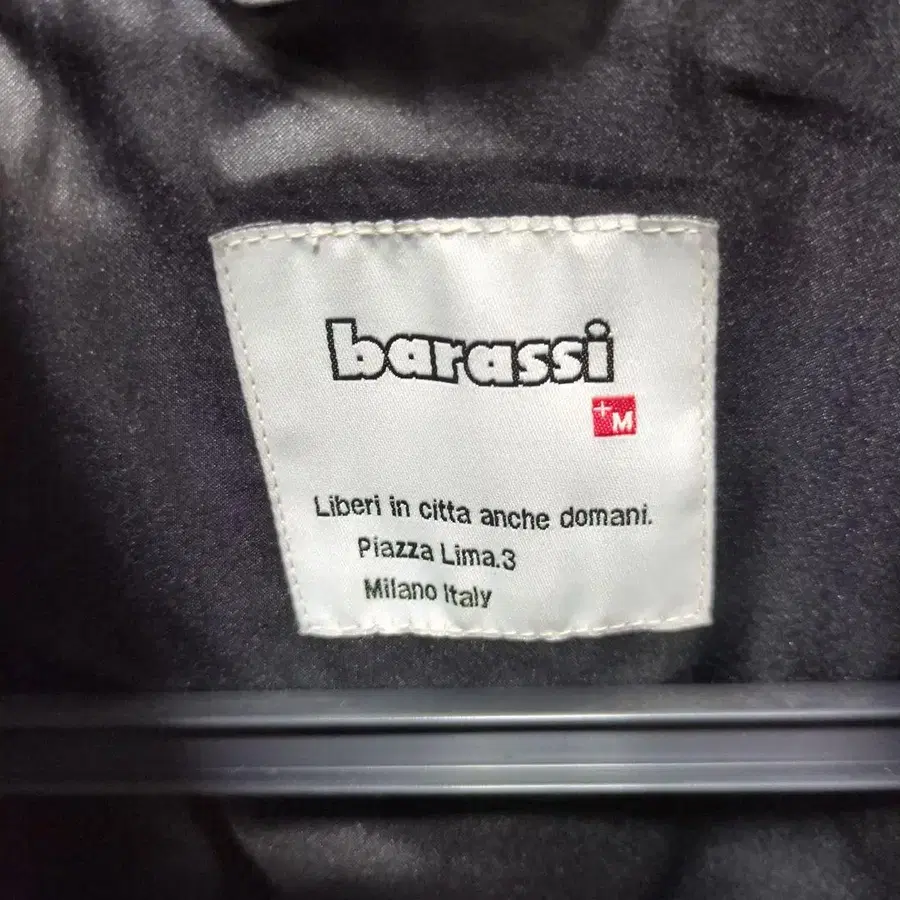 barassi
+M
Liberi in citta anche domani.
Piazza Lima.3
Milano Italy